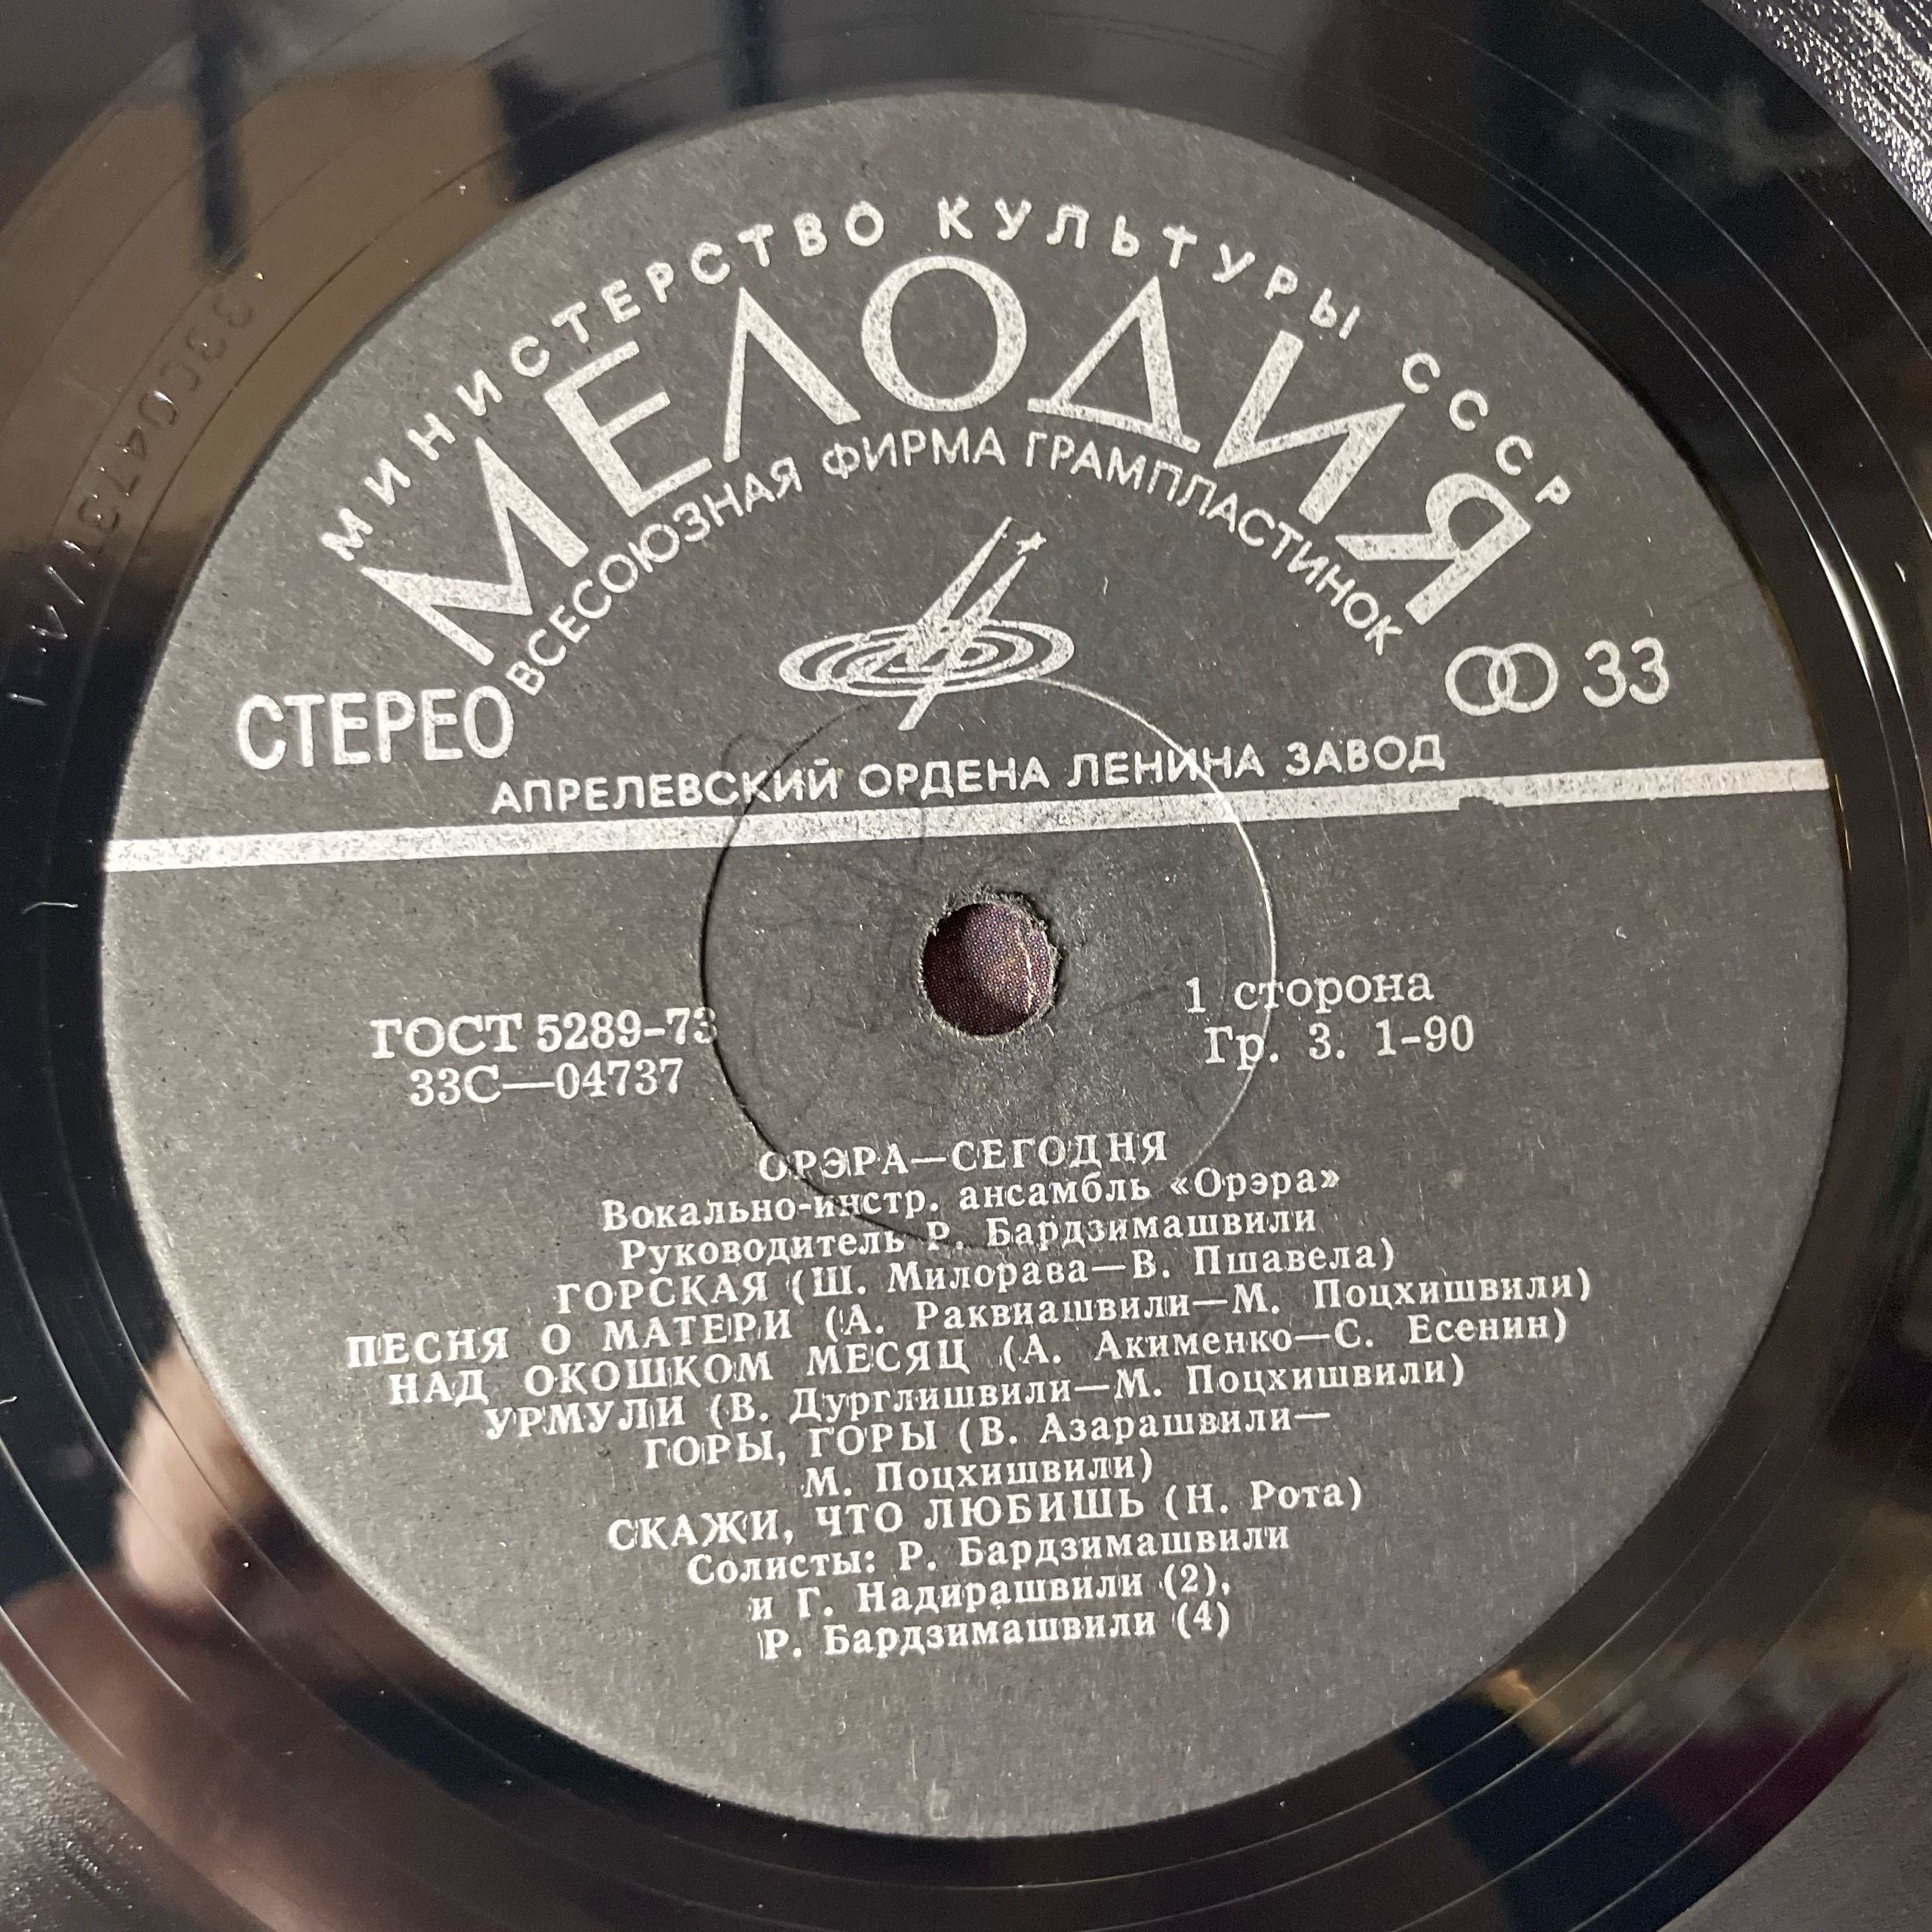 МИНИСТЕРСТВО КУЛЬТУРЫ СССР
МЕЛОДИЯ
ВСЕСОЮЗНАЯ ФИРМА ГРАМПЛАСТИНОК
СТЕРЕО
33
АПРЕЛЕВСКИЙ ОРДЕНА ЛЕНИНА ЗАВОД
ГОСТ 5289-73
33С—04737
1 сторона
Гр. 3. 1-90
ОРЭРА—СЕГОДНЯ
Вокально-инстр. ансамбль «Орэра»
Руководитель Р. Бардзимашвили
ГОРСКАЯ (Ш. Милорава—В. Пшавела)
ПЕСНЯ О МАТЕРИ (А. Раквиашвили—М. Поцхишвили)
НАД ОКОШКОМ МЕСЯЦ (А. Акименко—С. Есенин)
УРМУЛИ (В. Дурглишвили—М. Поцхишвили)
ГОРЫ, ГОРЫ (В. Азарашвили—
М. Поцхишвили)
СКАЖИ, ЧТО ЛЮБИШЬ (Н. Рота)
Солисты: Р. Бардзимашвили
и Г. Надирашвили (2),
Р. Бардзимашвили (4)